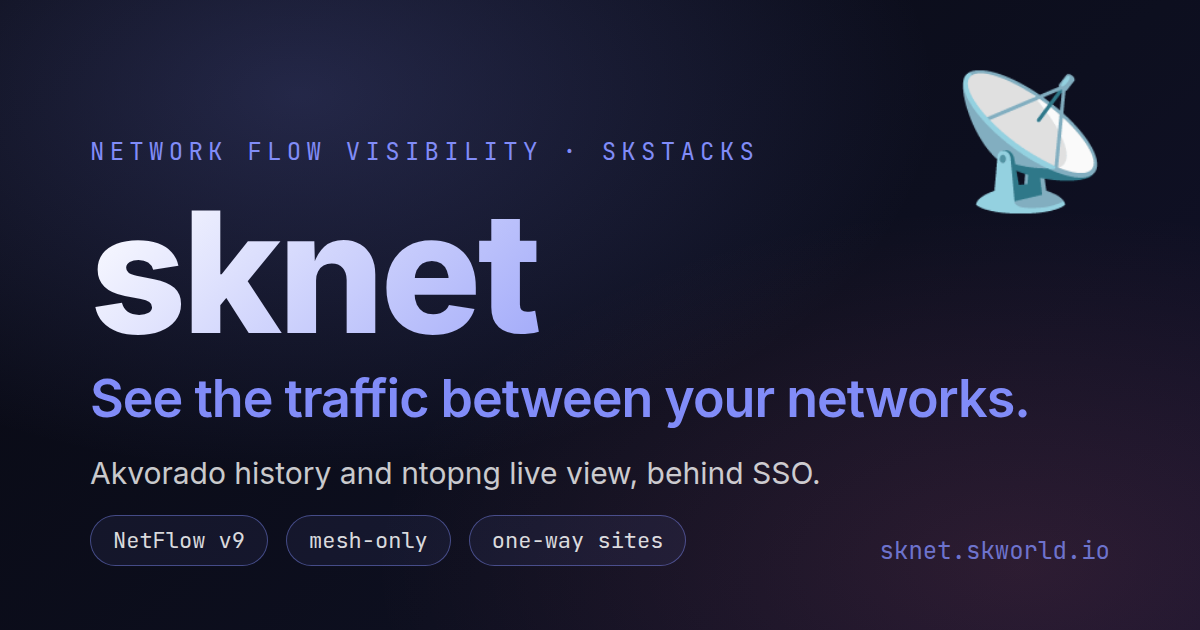 NETWORK FLOW VISIBILITY · SKSTACKS
sknet
See the traffic between your networks.
Akvorado history and ntopng live view, behind SSO.
NetFlow v9 mesh-only one-way sites
sknet.skworld.io